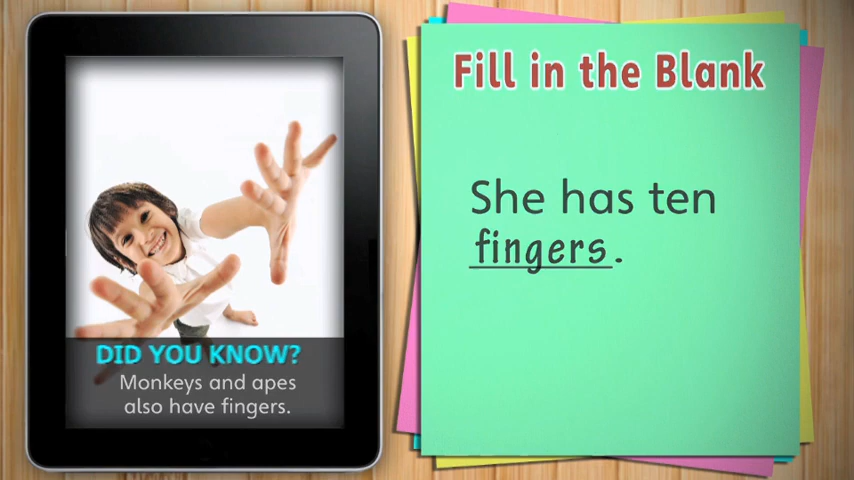 DID YOU KNOW?
Monkeys and apes
also have fingers.
Fill in the Blank
She has ten
fingers.